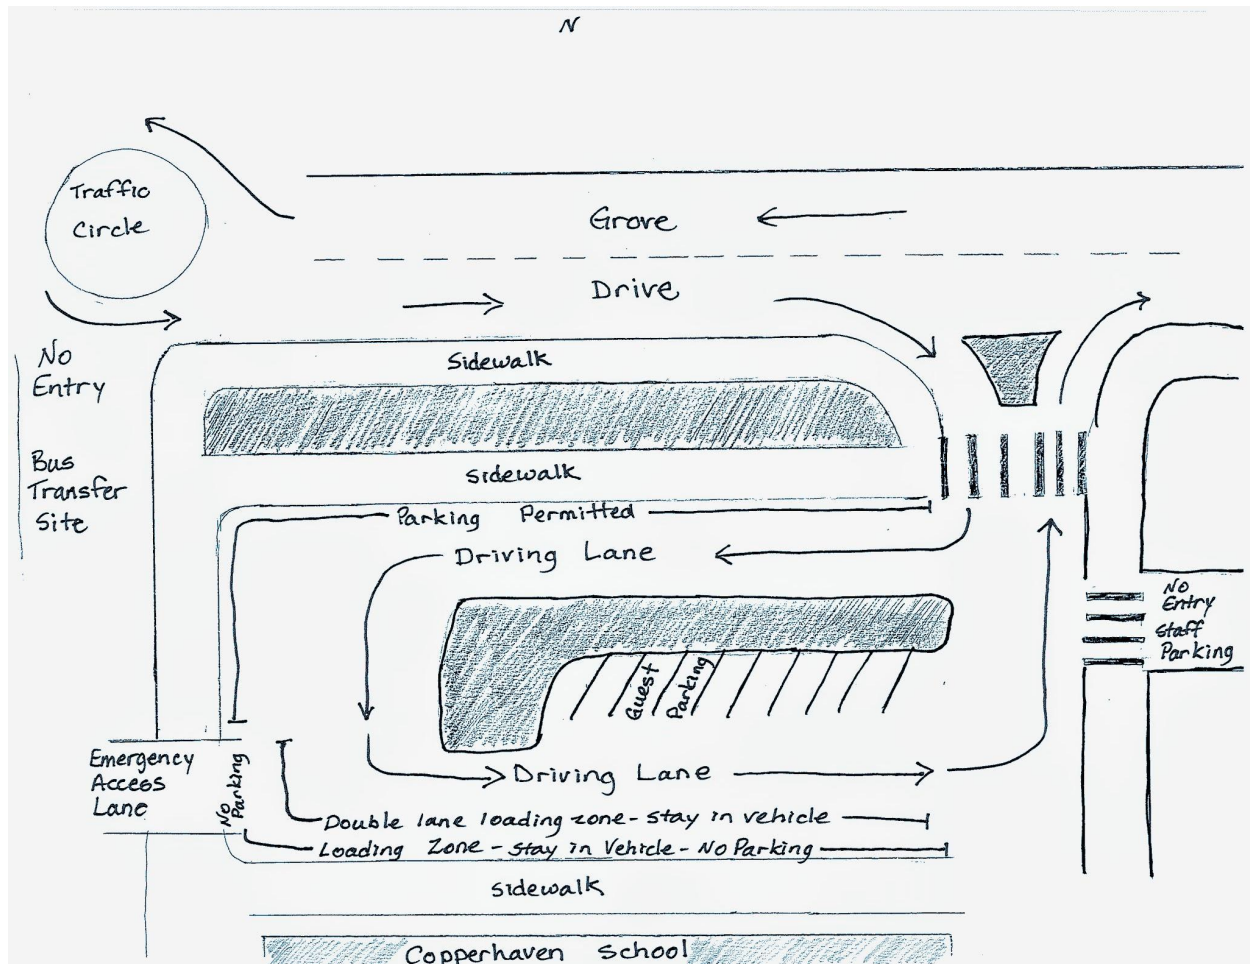 N
Traffic
Circle
Grove
Drive
No
Entry
Bus
Transfer
Site
Sidewalk
Sidewalk
Parking Permitted
Driving Lane
No
Entry
Staff
Parking
Guest
Parking
Emergency
Access
Lane
No
Parking
Driving Lane
Double lane loading zone - stay in vehicle
Loading Zone - Stay in Vehicle - No Parking
Sidewalk
Copperhaven School